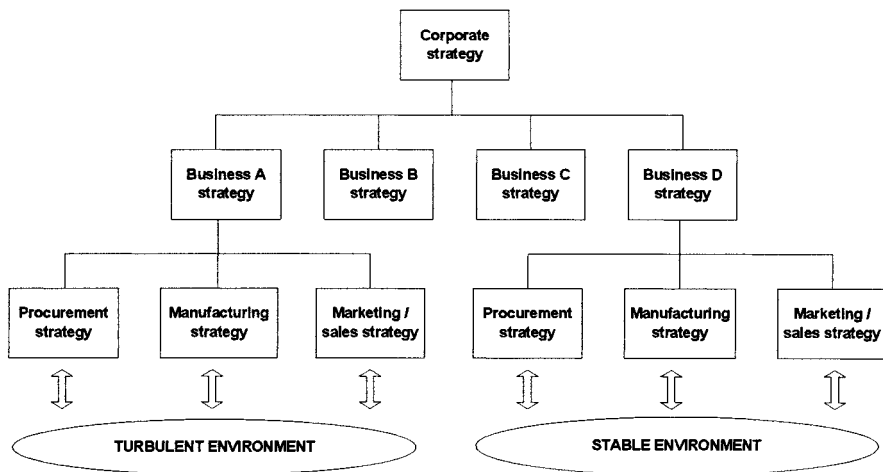 Corporate
strategy
Business A
strategy
Business B
strategy
Business C
strategy
Business D
strategy
Procurement
strategy
Manufacturing
strategy
Marketing /
sales strategy
Procurement
strategy
Manufacturing
strategy
Marketing /
sales strategy
TURBULENT ENVIRONMENT
STABLE ENVIRONMENT